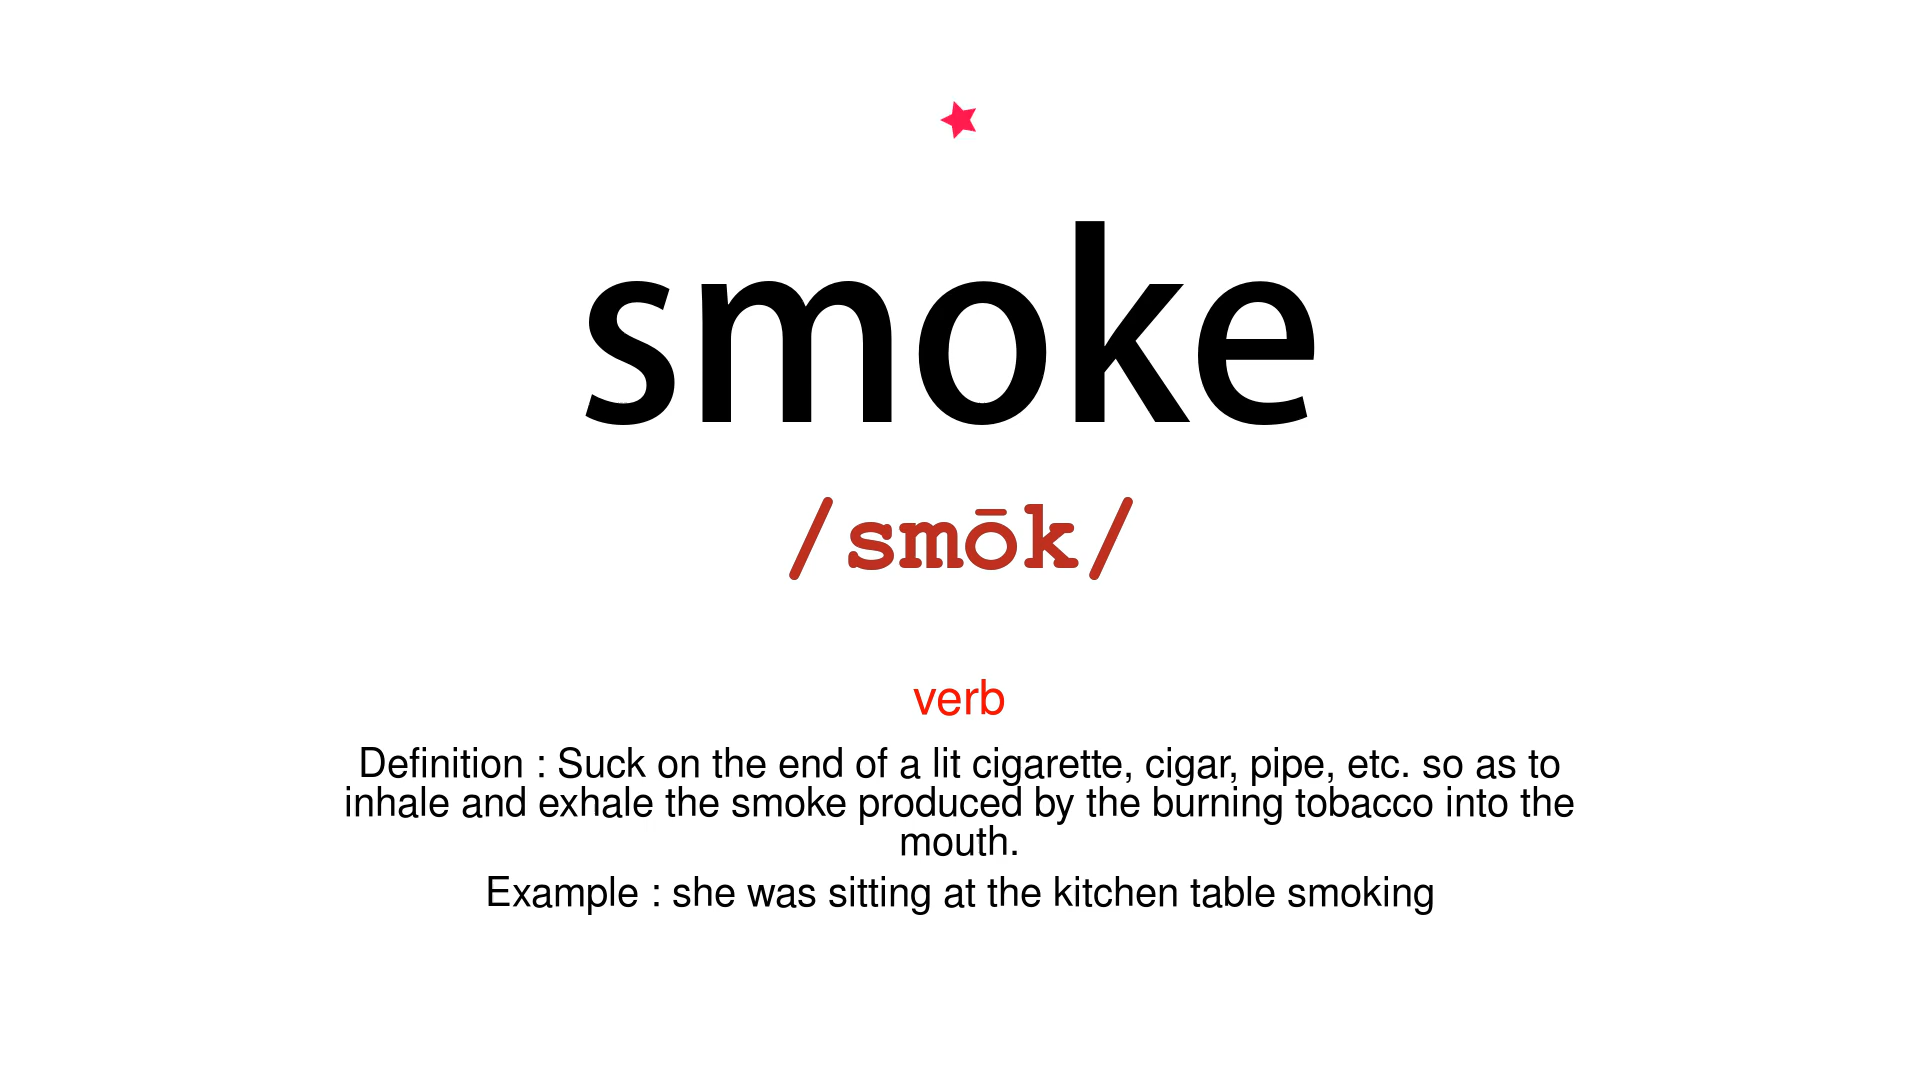 smoke
/smōk/
verb
Definition : Suck on the end of a lit cigarette, cigar, pipe, etc. so as to
inhale and exhale the smoke produced by the burning tobacco into the
mouth.
Example : she was sitting at the kitchen table smoking